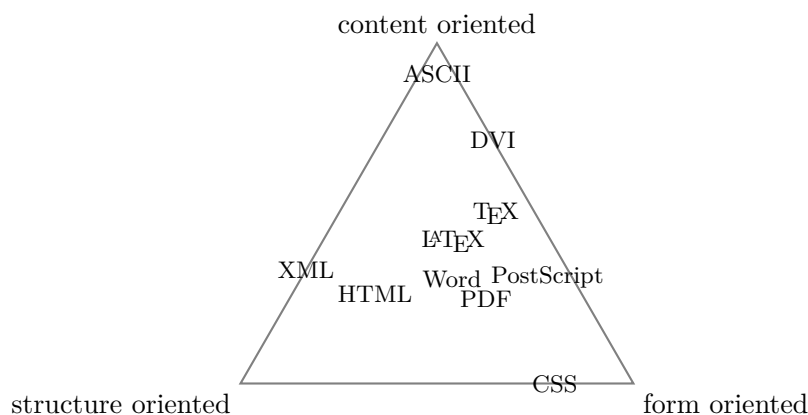 content oriented
ASCII
DVI
TEX
LATEX
XML
Word
PostScript
HTML
PDF
CSS
structure oriented
form oriented